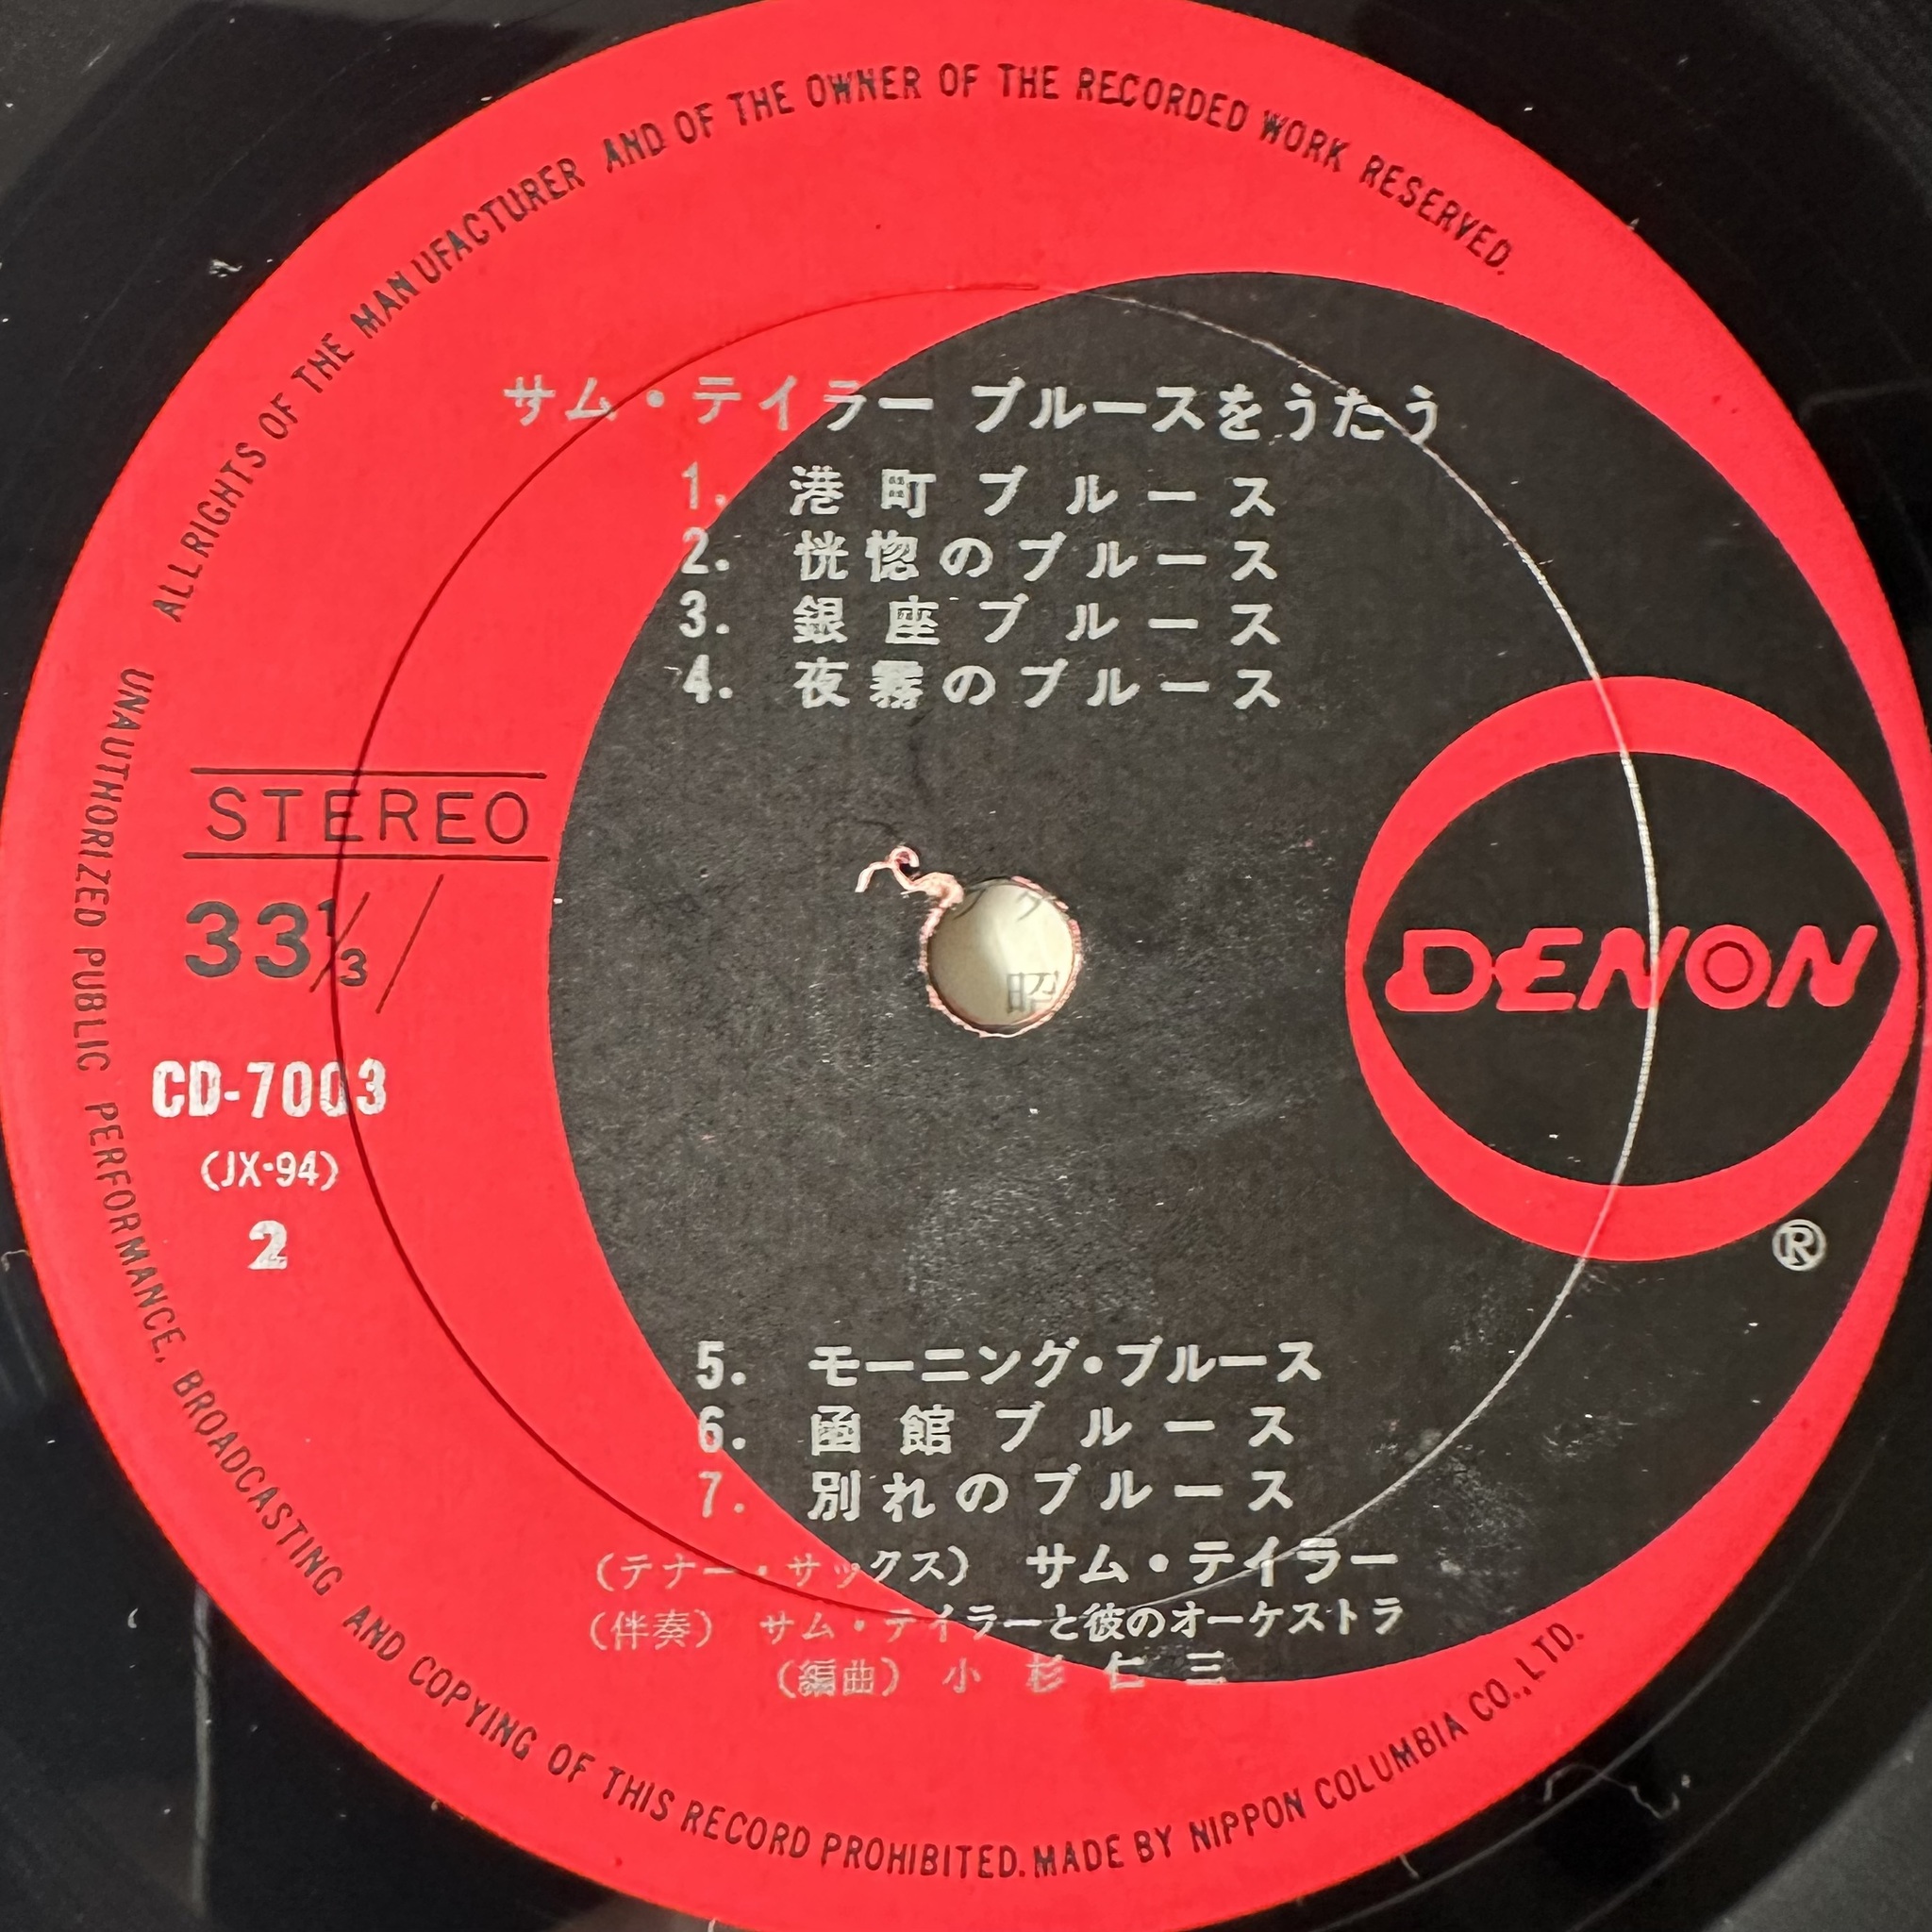 ALL RIGHTS OF THE MANUFACTURER AND OF THE OWNER OF THE RECORDED WORK RESERVED.
サム・テイラー ブルースをうたう
1. 港町ブルース
2. 恍惚のブルース
3. 銀座ブルース
4. 夜霧のブルース
STEREO
33 1/3
DENON
®
CD-7003
(JX-94)
2
昭
5. モーニング・ブルース
6. 函館ブルース
7. 別れのブルース
(テナー・サックス) サム・テイラー
(伴奏) サム・テイラーと彼のオーケストラ
(編曲) 小杉仁三
UNAUTHORIZED PUBLIC PERFORMANCE, BROADCASTING AND COPYING OF THIS RECORD PROHIBITED. MADE BY NIPPON COLUMBIA CO., LTD.